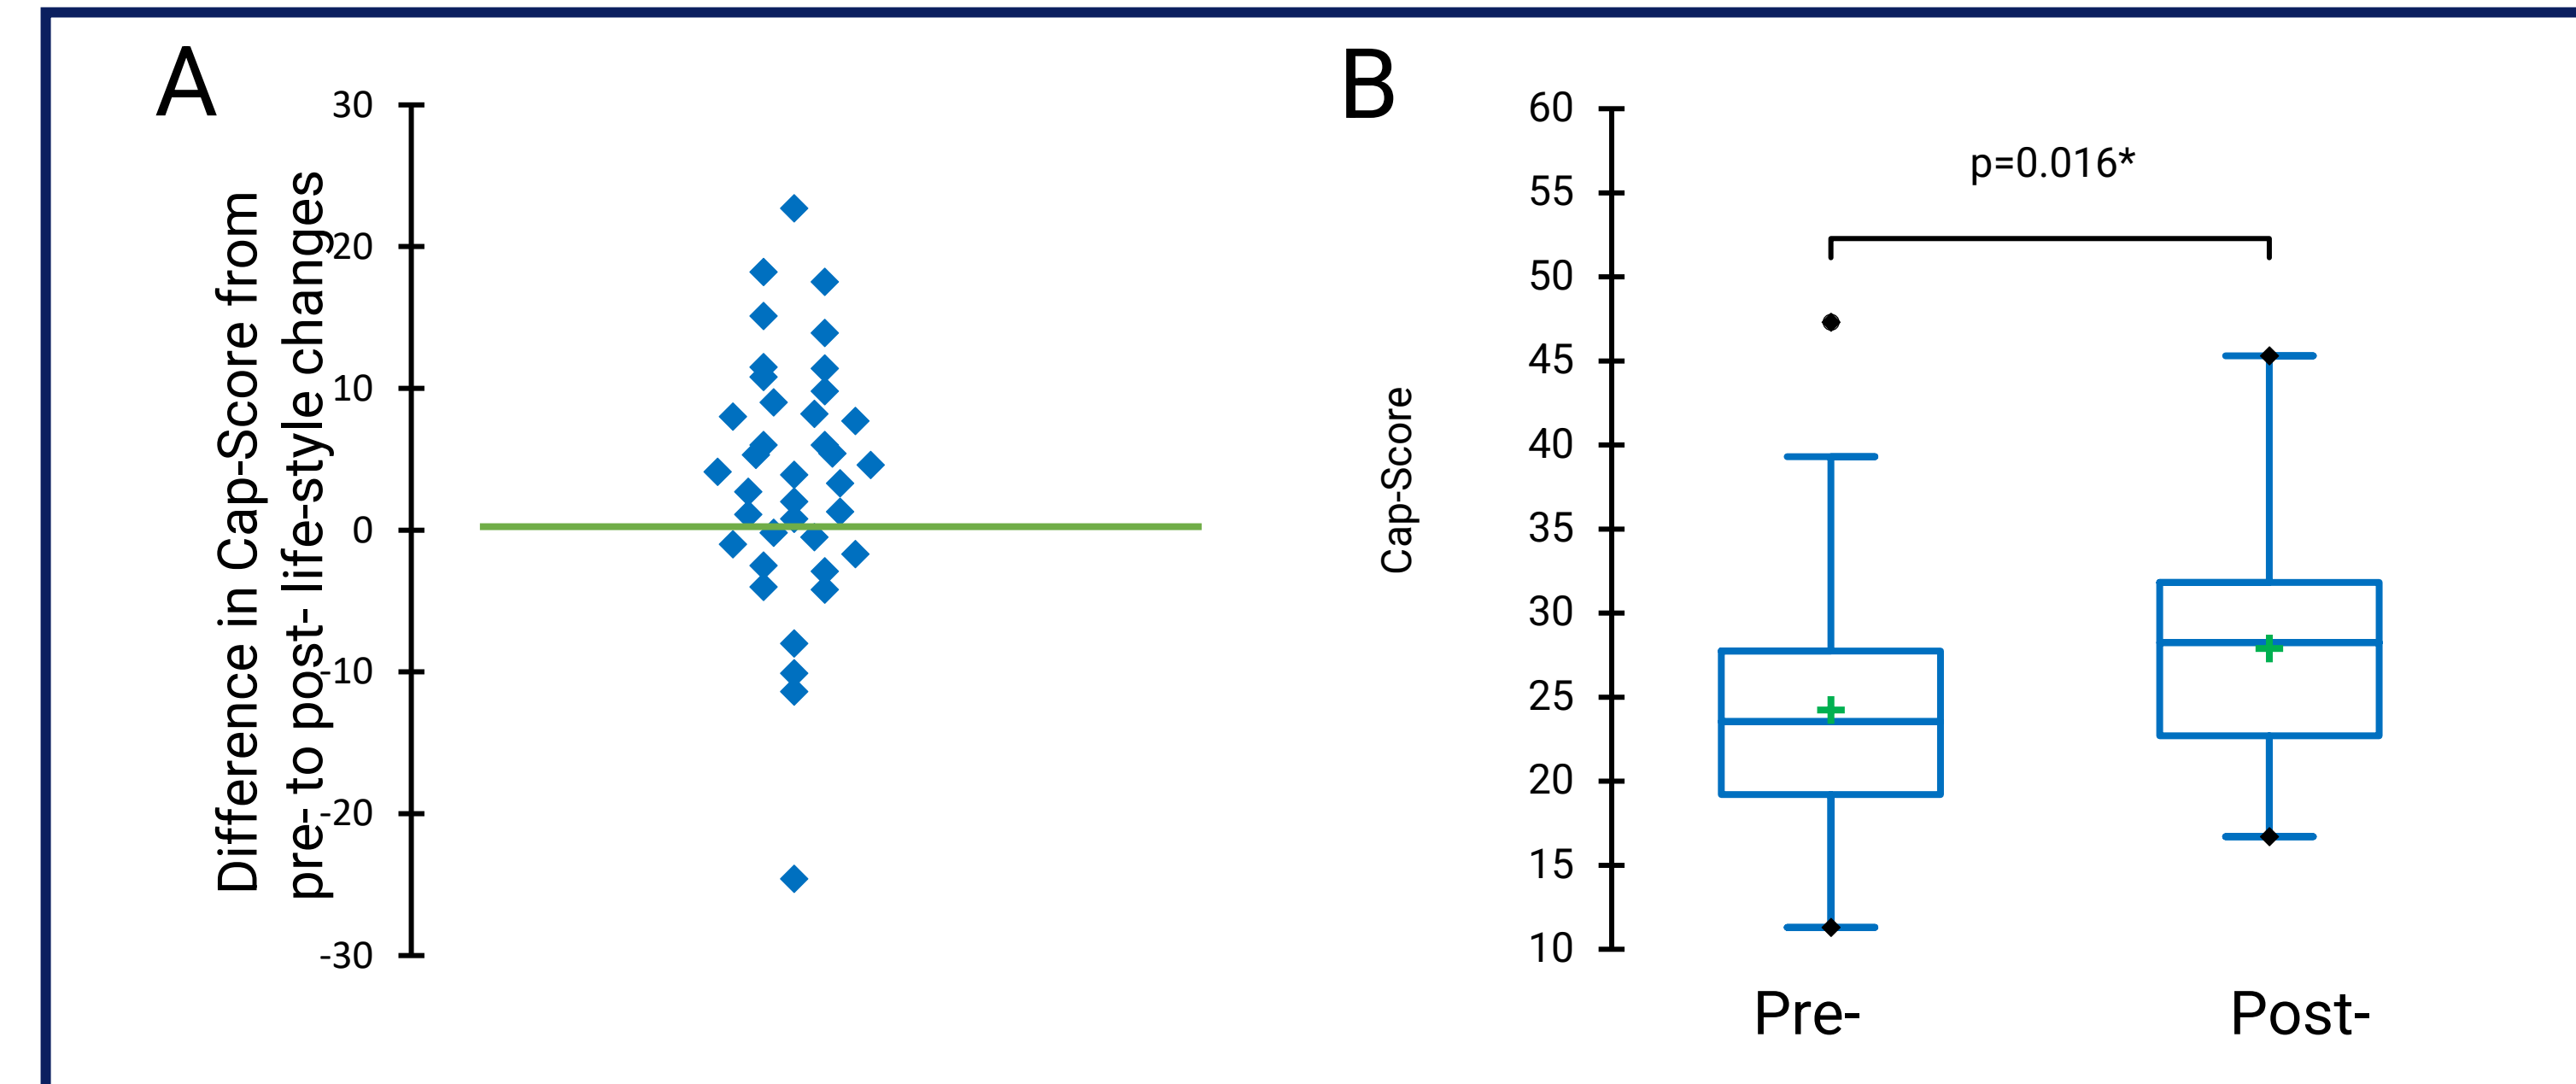 A
Difference in Cap-Score from
pre- to post- life-style changes
30
20
10
0
-10
-20
-30
B
Cap-Score
60
55
50
45
40
35
30
25
20
15
10
p=0.016*
Pre-
Post-